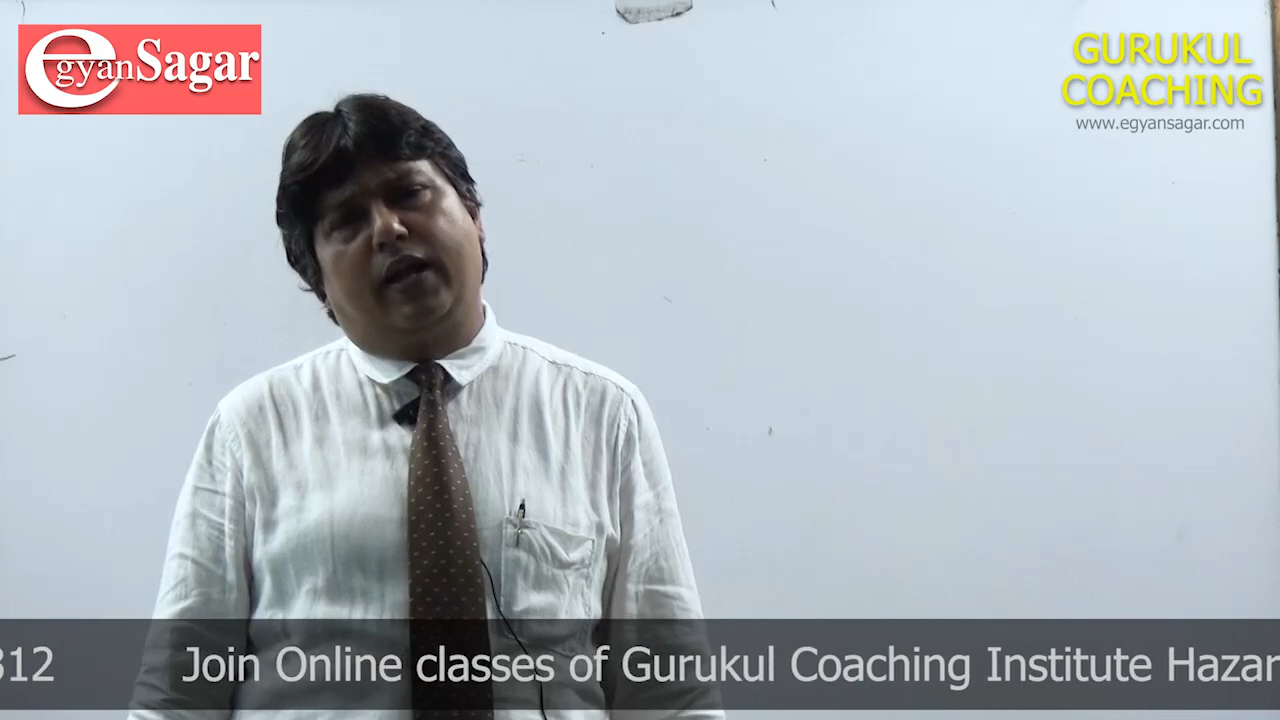 egyanSagar
GURUKUL
COACHING
www.egyansagar.com
312 Join Online classes of Gurukul Coaching Institute Hazar